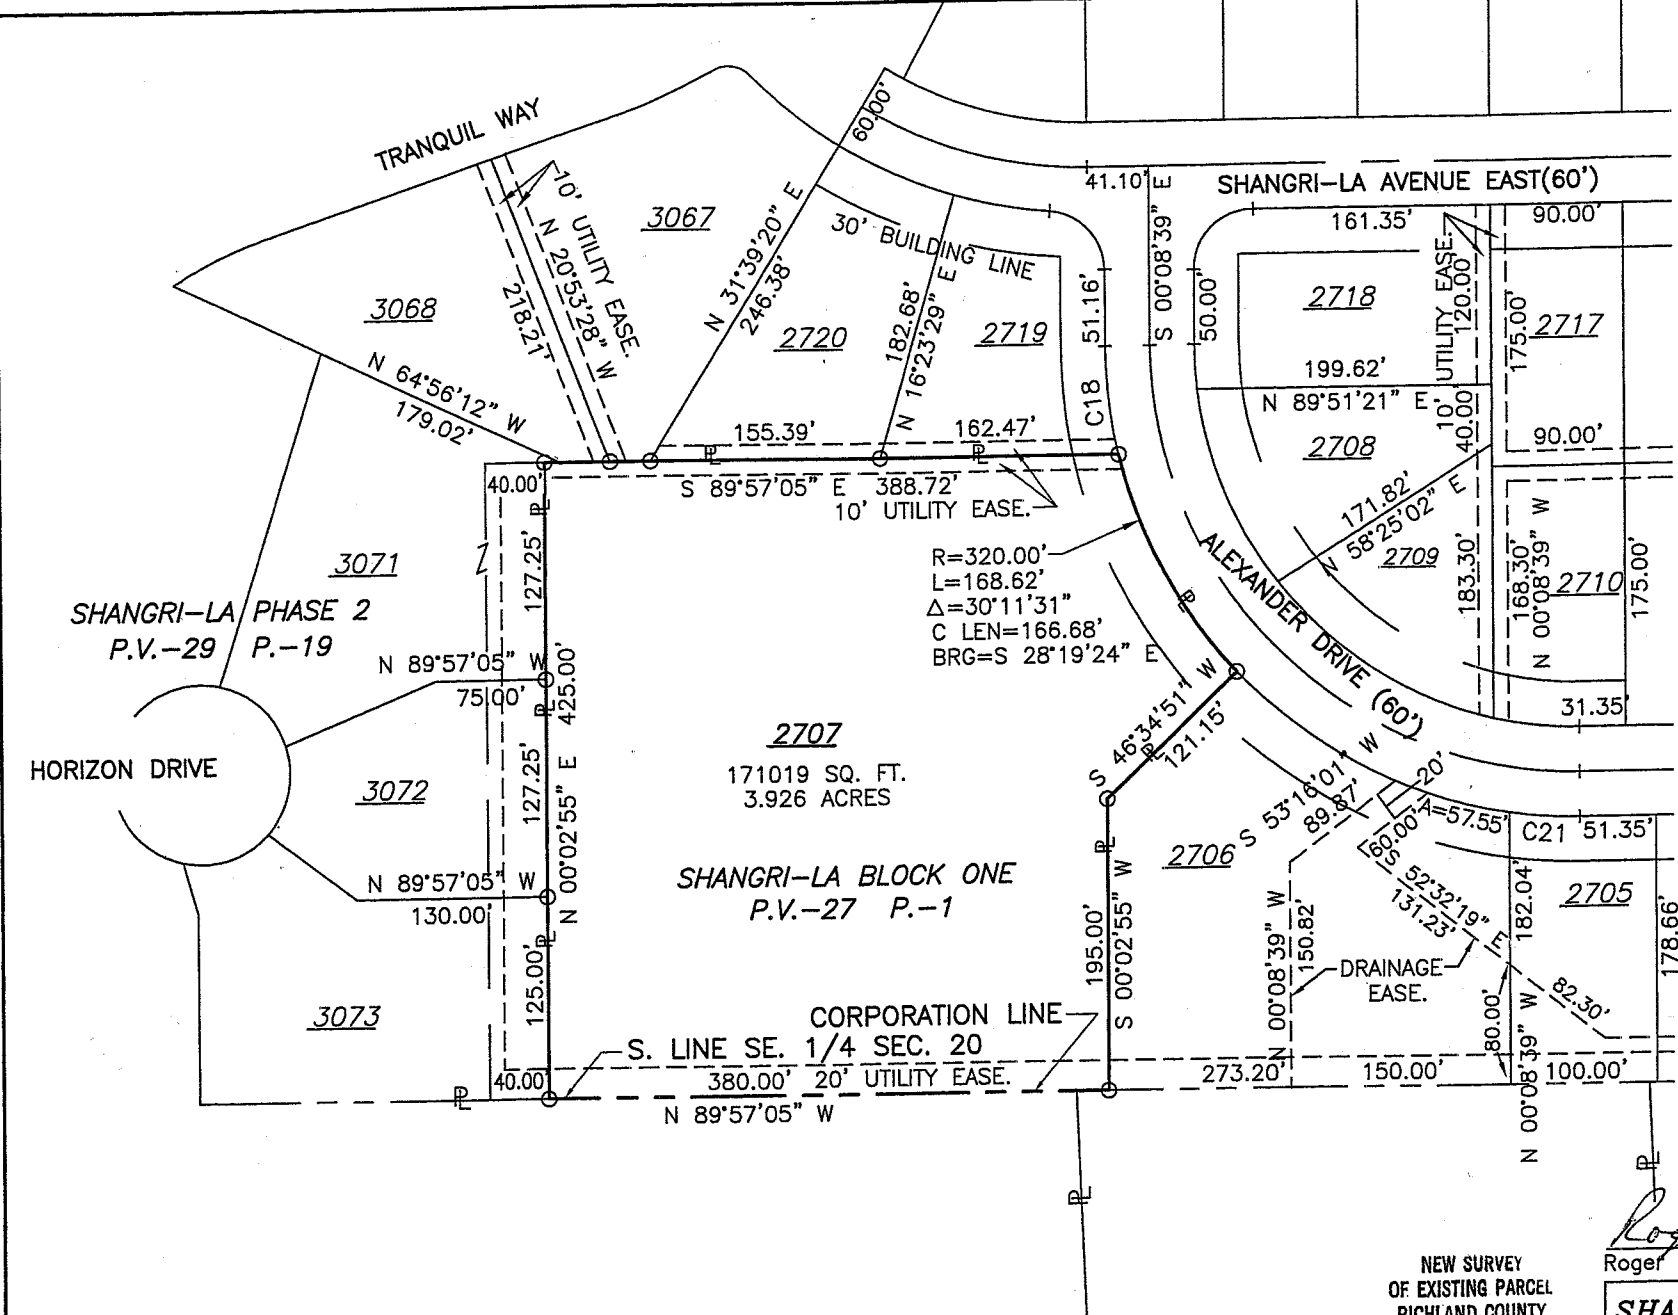 TRANQUIL WAY
10' UTILITY EASE.
N 20°53'28" W
218.21'
3067
3068
N 64°56'12" W
179.02'
60.00'
N 31°39'20" E
246.38'
30' BUILDING LINE
2720
182.68'
N 16°23'29" E
2719
155.39'
162.47'
41.10'
S 00°08'39" E
51.16'
C18
50.00'
SHANGRI-LA AVENUE EAST(60')
161.35'
90.00'
10' UTILITY EASE.
120.00'
175.00'
2718
2717
199.62'
N 89°51'21" E
40.00'
2708
90.00'
171.82'
N 58°25'02" E
2709
183.30'
168.30'
N 00°08'39" W
2710
175.00'
31.35'
40.00'
S 89°57'05" E 388.72'
10' UTILITY EASE.
127.25'
3071
SHANGRI-LA PHASE 2
P.V.-29 P.-19
N 89°57'05" W
75.00'
R=320.00'
L=168.62'
Δ=30°11'31"
C LEN=166.68'
BRG=S 28°19'24" E
ALEXANDER DRIVE (60')
HORIZON DRIVE
3072
127.25'
N 00°02'55" E 425.00'
2707
171019 SQ. FT.
3.926 ACRES
SHANGRI-LA BLOCK ONE
P.V.-27 P.-1
S 46°34'51" W
121.15'
S 53°16'01" W
89.87'
20'
60.00'
A=57.55'
C21 51.35'
2706
S 52°32'19" E
131.23'
182.04'
2705
178.66'
N 89°57'05" W
130.00'
125.00'
3073
195.00'
S 00°02'55" W
N 00°08'39" W
150.82'
DRAINAGE
EASE.
82.30'
80.00'
N 00°08'39" W
CORPORATION LINE
S. LINE SE. 1/4 SEC. 20
40.00'
380.00' 20' UTILITY EASE.
N 89°57'05" W
273.20'
150.00'
100.00'
NEW SURVEY
OF EXISTING PARCEL
RICHLAND COUNTY
Roger
SHA